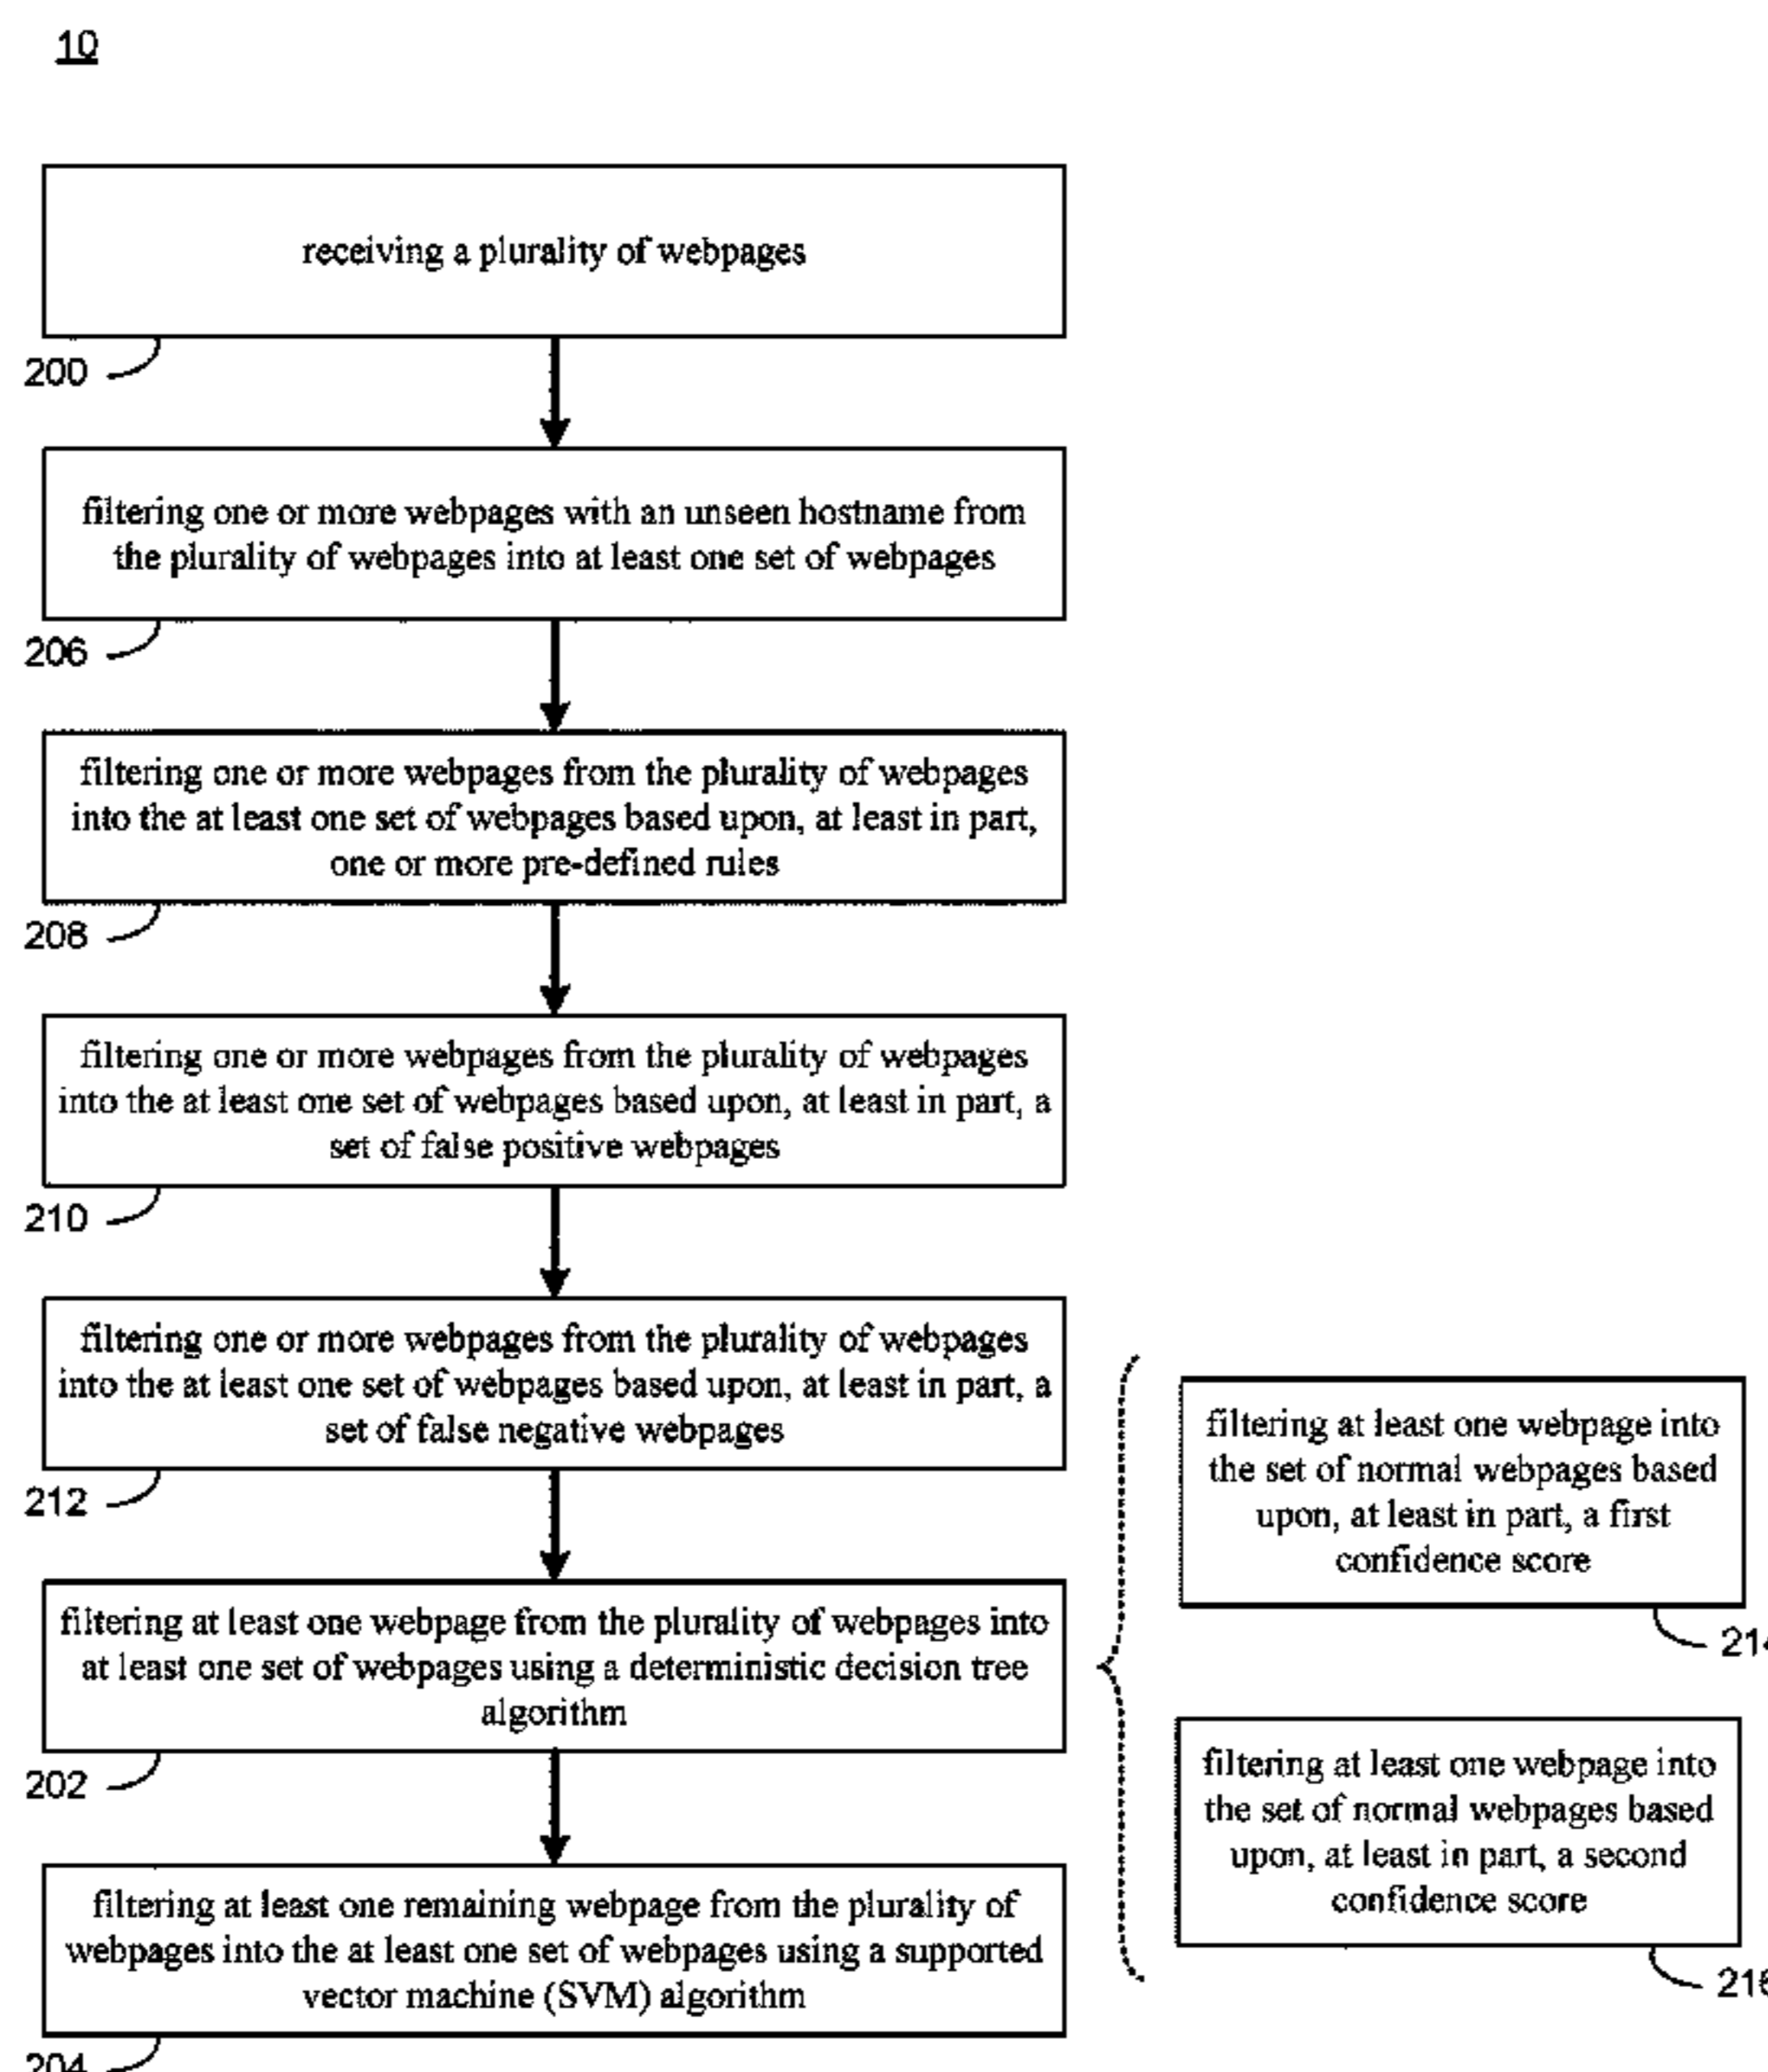 10
receiving a plurality of webpages
200
filtering one or more webpages with an unseen hostname from
the plurality of webpages into at least one set of webpages
206
filtering one or more webpages from the plurality of webpages
into the at least one set of webpages based upon, at least in part,
one or more pre-defined rules
208
filtering one or more webpages from the plurality of webpages
into the at least one set of webpages based upon, at least in part, a
set of false positive webpages
210
filtering one or more webpages from the plurality of webpages
into the at least one set of webpages based upon, at least in part, a
set of false negative webpages
212
filtering at least one webpage from the plurality of webpages into
at least one set of webpages using a deterministic decision tree
algorithm
202
filtering at least one remaining webpage from the plurality of
webpages into the at least one set of webpages using a supported
vector machine (SVM) algorithm
204
filtering at least one webpage into
the set of normal webpages based
upon, at least in part, a first
confidence score
214
filtering at least one webpage into
the set of normal webpages based
upon, at least in part, a second
confidence score
216